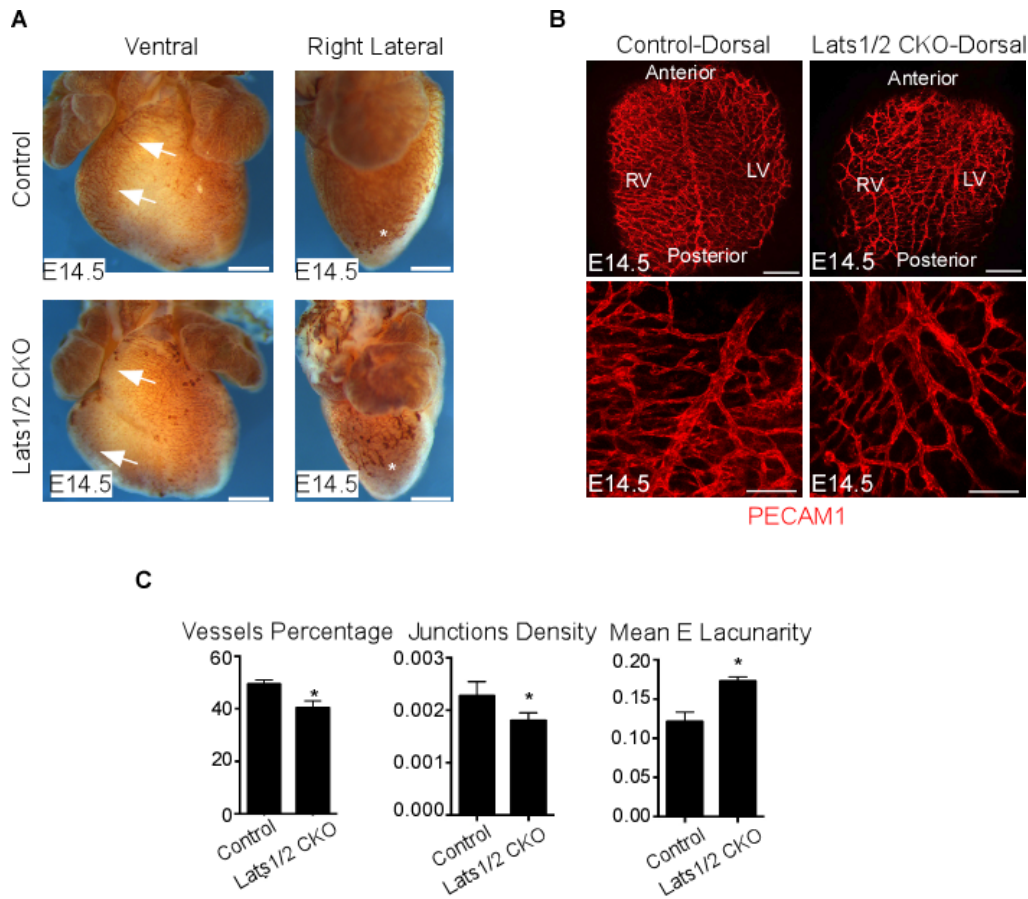 A
Ventral
Right Lateral
Control
E14.5
E14.5
Lats1/2 CKO
E14.5
E14.5
B
Control-Dorsal
Lats1/2 CKO-Dorsal
Anterior
Anterior
RV
LV
RV
LV
Posterior
Posterior
E14.5
E14.5
E14.5
E14.5
PECAM1
*
*
C
Vessels Percentage
60
40
20
0
*
Control
Lats1/2 CKO
Junctions Density
0.003
0.002
0.001
0.000
*
Control
Lats1/2 CKO
Mean E Lacunarity
0.20
0.15
0.10
0.05
0.00
*
Control
Lats1/2 CKO